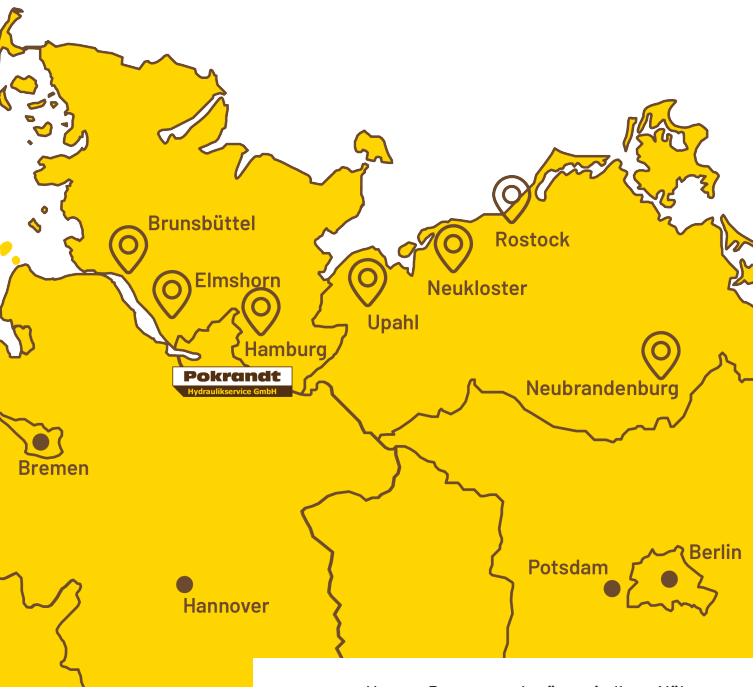 Brunsbüttel
Rostock
Elmshorn
Neukloster
Upahl
Hamburg
Pokrandt
Hydraulikservice GmbH
Neubrandenburg
Bremen
Berlin
Potsdam
Hannover